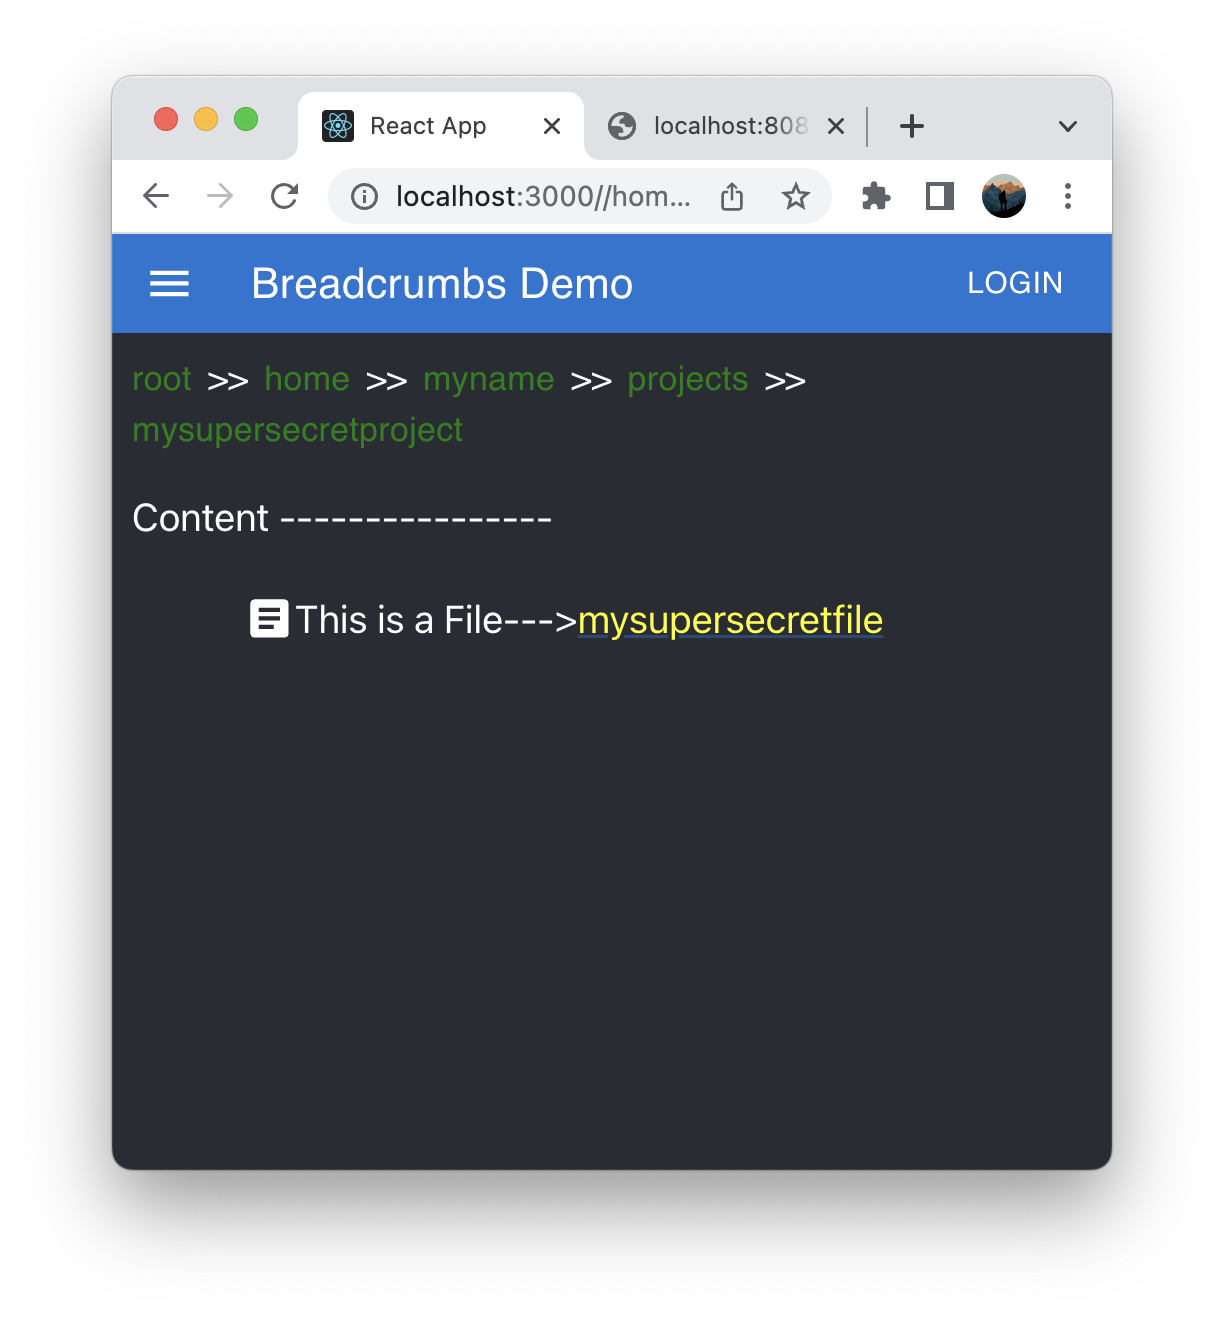 React App
localhost:808
localhost:3000//hom...
Breadcrumbs Demo
LOGIN
root >> home >> myname >> projects >>
mysupersecretproject
Content ----------------
This is a File--->mysupersecretfile